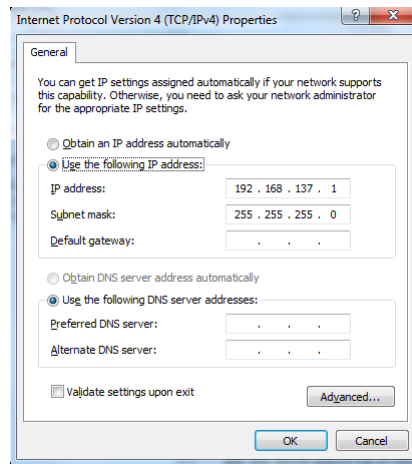 Internet Protocol Version 4 (TCP/IPv4) Properties
General
You can get IP settings assigned automatically if your network supports
this capability. Otherwise, you need to ask your network administrator
for the appropriate IP settings.
Obtain an IP address automatically
Use the following IP address:
IP address: 192 . 168 . 137 . 1
Subnet mask: 255 . 255 . 255 . 0
Default gateway: . . .
Obtain DNS server address automatically
Use the following DNS server addresses:
Preferred DNS server: . . .
Alternate DNS server: . . .
Validate settings upon exit
Advanced...
OK Cancel